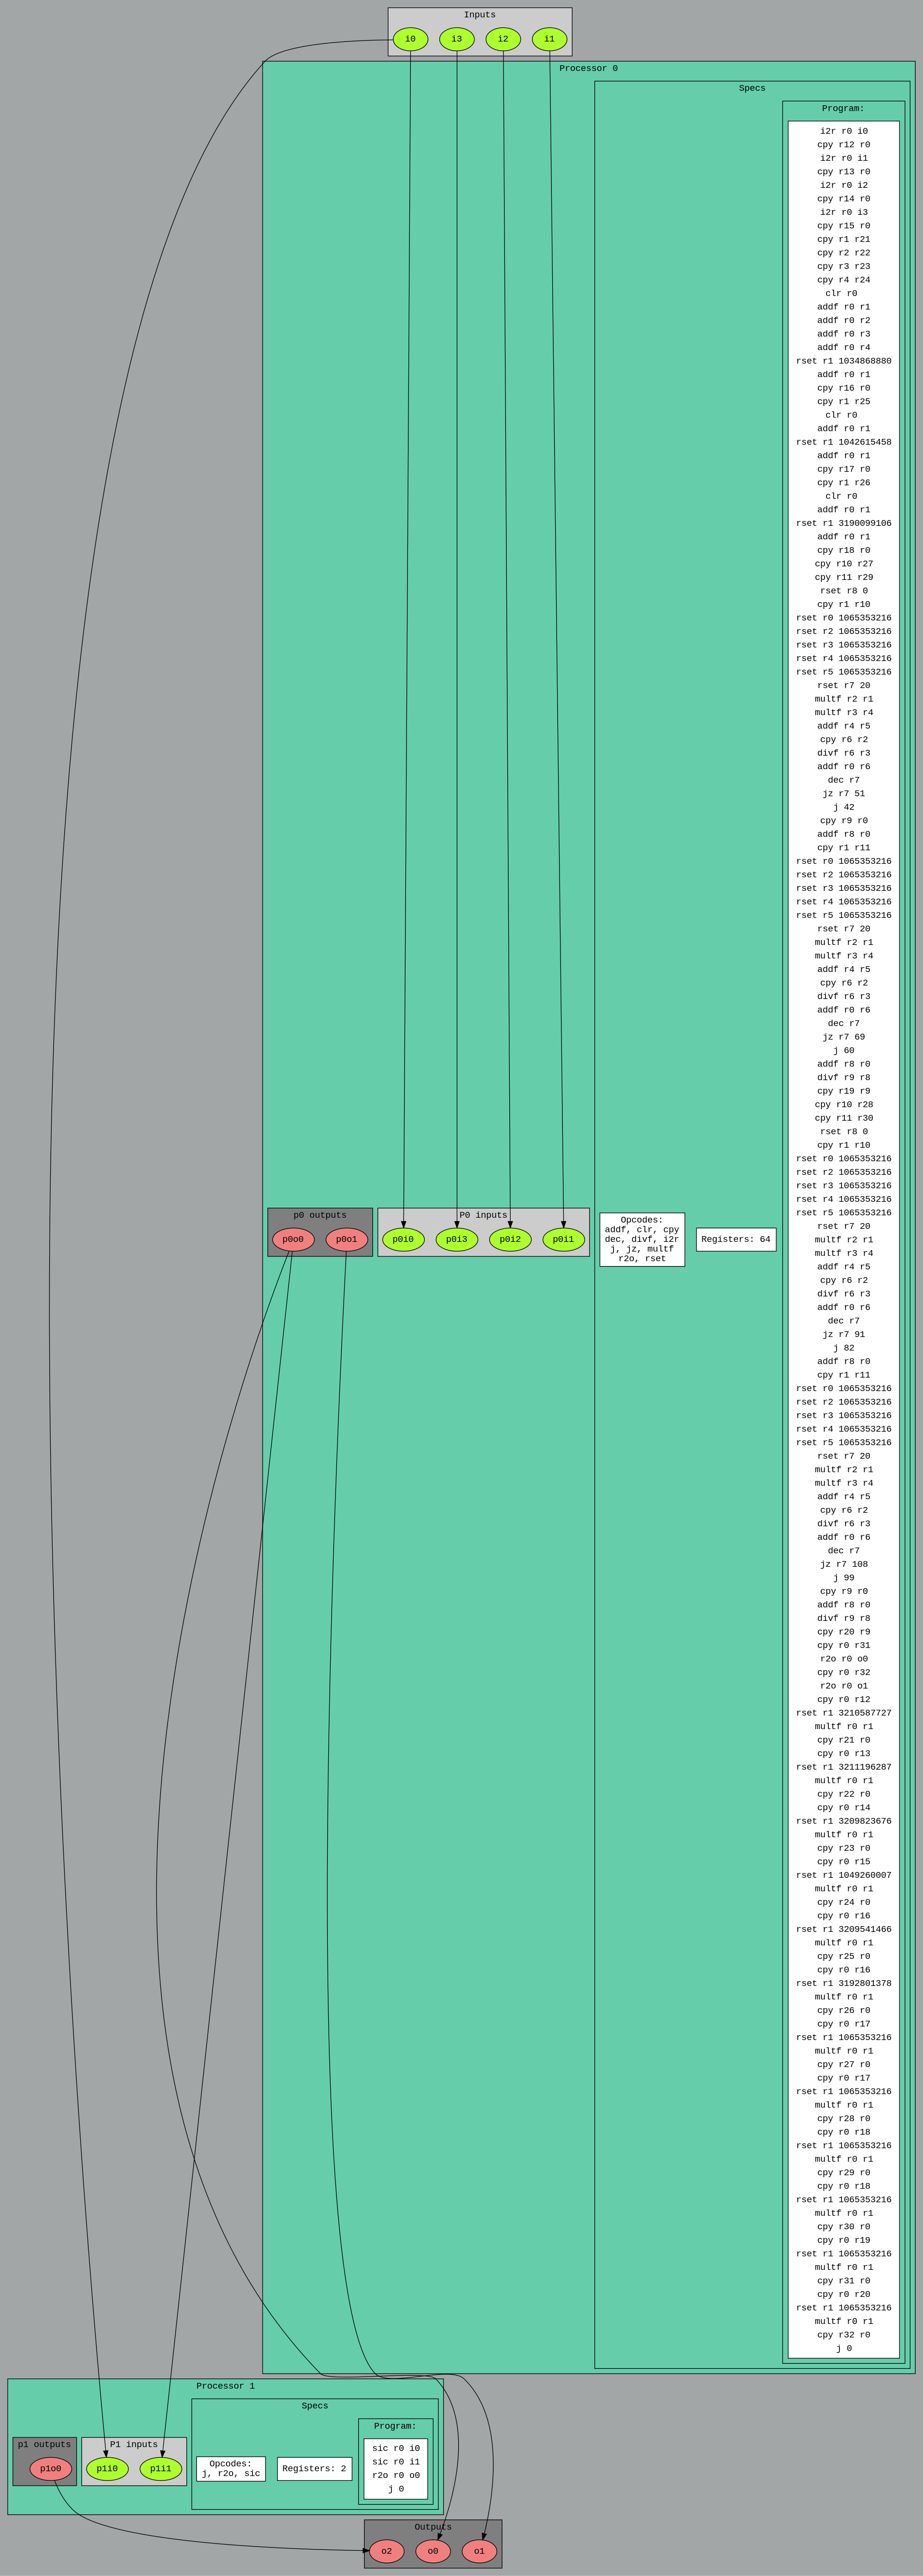 Inputs
i0 i3 i2 i1
Processor 0
Specs
Program:
i2r r0 i0
cpy r12 r0
i2r r0 i1
cpy r13 r0
i2r r0 i2
cpy r14 r0
i2r r0 i3
cpy r15 r0
cpy r1 r21
cpy r2 r22
cpy r3 r23
cpy r4 r24
clr r0
addf r0 r1
addf r0 r2
addf r0 r3
addf r0 r4
rset r1 1034868880
addf r0 r1
cpy r16 r0
cpy r1 r25
clr r0
addf r0 r1
rset r1 1042615458
addf r0 r1
cpy r17 r0
cpy r1 r26
clr r0
addf r0 r1
rset r1 3190099106
addf r0 r1
cpy r18 r0
cpy r10 r27
cpy r11 r29
rset r8 0
cpy r1 r10
rset r0 1065353216
rset r2 1065353216
rset r3 1065353216
rset r4 1065353216
rset r5 1065353216
rset r7 20
multf r2 r1
multf r3 r4
addf r4 r5
cpy r6 r2
divf r6 r3
addf r0 r6
dec r7
jz r7 51
j 42
cpy r9 r0
addf r8 r0
cpy r1 r11
rset r0 1065353216
rset r2 1065353216
rset r3 1065353216
rset r4 1065353216
rset r5 1065353216
rset r7 20
multf r2 r1
multf r3 r4
addf r4 r5
cpy r6 r2
divf r6 r3
addf r0 r6
dec r7
jz r7 69
j 60
addf r8 r0
divf r9 r8
cpy r19 r9
cpy r10 r28
cpy r11 r30
rset r8 0
cpy r1 r10
rset r0 1065353216
rset r2 1065353216
rset r3 1065353216
rset r4 1065353216
rset r5 1065353216
rset r7 20
multf r2 r1
multf r3 r4
addf r4 r5
cpy r6 r2
divf r6 r3
addf r0 r6
dec r7
jz r7 91
j 82
addf r8 r0
cpy r1 r11
rset r0 1065353216
rset r2 1065353216
rset r3 1065353216
rset r4 1065353216
rset r5 1065353216
rset r7 20
multf r2 r1
multf r3 r4
addf r4 r5
cpy r6 r2
divf r6 r3
addf r0 r6
dec r7
jz r7 108
j 99
cpy r9 r0
addf r8 r0
divf r9 r8
cpy r20 r9
cpy r0 r31
r2o r0 o0
cpy r0 r32
r2o r0 o1
cpy r0 r12
rset r1 3210587727
multf r0 r1
cpy r21 r0
cpy r0 r13
rset r1 3211196287
multf r0 r1
cpy r22 r0
cpy r0 r14
rset r1 3209823676
multf r0 r1
cpy r23 r0
cpy r0 r15
rset r1 1049260007
multf r0 r1
cpy r24 r0
cpy r0 r16
rset r1 3209541466
multf r0 r1
cpy r25 r0
cpy r0 r16
rset r1 3192801378
multf r0 r1
cpy r26 r0
cpy r0 r17
rset r1 1065353216
multf r0 r1
cpy r27 r0
cpy r0 r17
rset r1 1065353216
multf r0 r1
cpy r28 r0
cpy r0 r18
rset r1 1065353216
multf r0 r1
cpy r29 r0
cpy r0 r18
rset r1 1065353216
multf r0 r1
cpy r30 r0
cpy r0 r19
rset r1 1065353216
multf r0 r1
cpy r31 r0
cpy r0 r20
rset r1 1065353216
multf r0 r1
cpy r32 r0
j 0
p0 outputs
p0o0 p0o1
P0 inputs
p0i0 p0i3 p0i2 p0i1
Opcodes:
addf, clr, cpy
dec, divf, i2r
j, jz, multf
r2o, rset
Registers: 64
Processor 1
Specs
Program:
sic r0 i0
sic r0 i1
r2o r0 o0
j 0
p1 outputs
p1o0
P1 inputs
p1i0 p1i1
Opcodes:
j, r2o, sic
Registers: 2
Outputs
o2 o0 o1